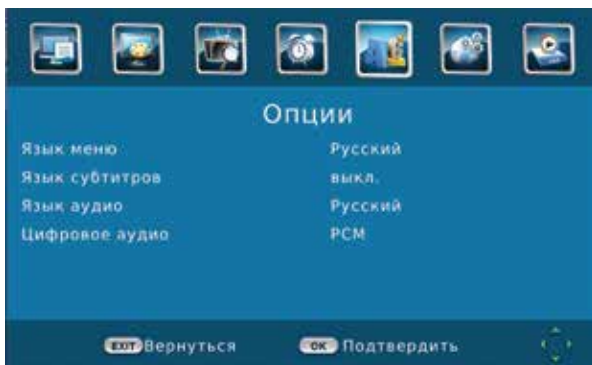 Опции
Язык меню Русский
Язык субтитров выкл.
Язык аудио Русский
Цифровое аудио PCM
EXIT Вернуться OK Подтвердить